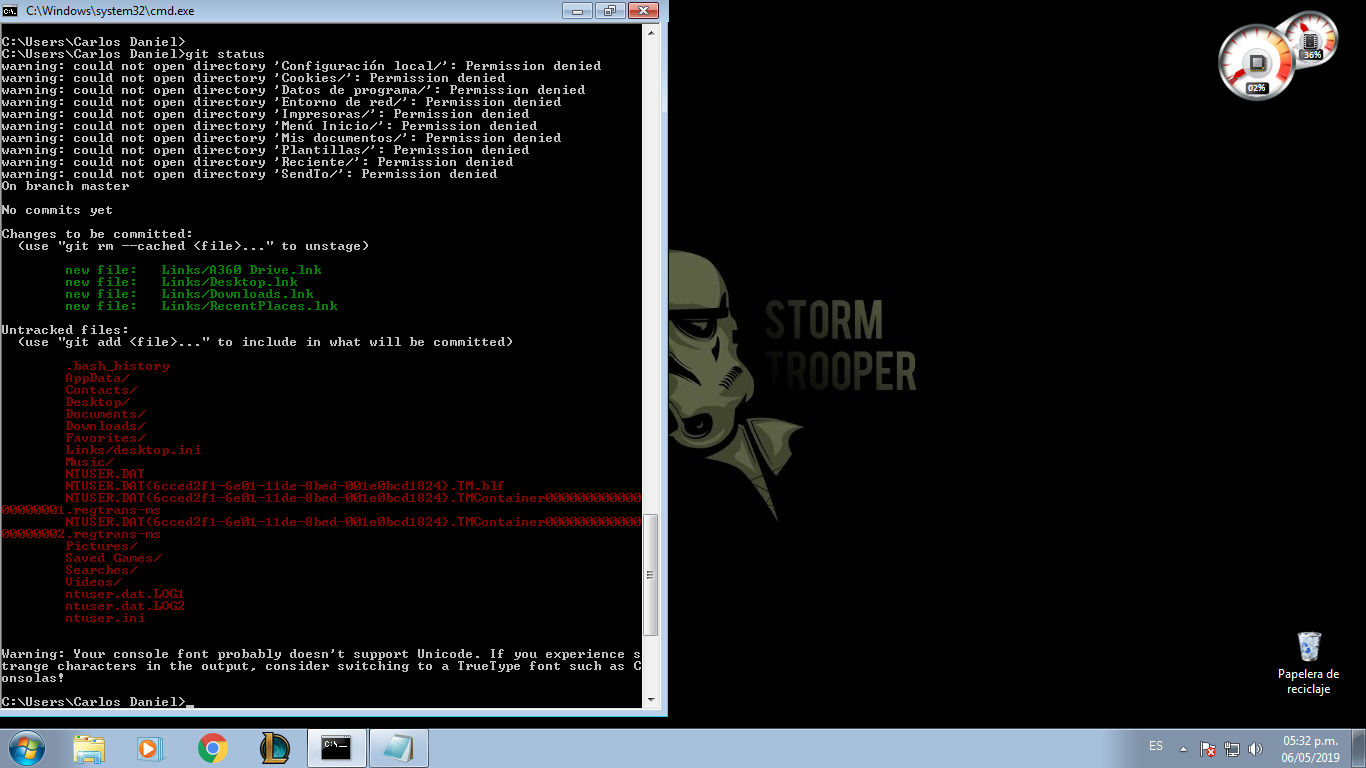 C:\Windows\system32\cmd.exe
C:\Users\Carlos Daniel>
C:\Users\Carlos Daniel>git status
warning: could not open directory 'Configuración local/': Permission denied
warning: could not open directory 'Cookies/': Permission denied
warning: could not open directory 'Datos de programa/': Permission denied
warning: could not open directory 'Entorno de red/': Permission denied
warning: could not open directory 'Impresoras/': Permission denied
warning: could not open directory 'Menú Inicio/': Permission denied
warning: could not open directory 'Mis documentos/': Permission denied
warning: could not open directory 'Plantillas/': Permission denied
warning: could not open directory 'Reciente/': Permission denied
warning: could not open directory 'SendTo/': Permission denied
On branch master
No commits yet
Changes to be committed:
(use "git rm --cached <file>..." to unstage)
new file:   Links/A360 Drive.lnk
new file:   Links/Desktop.lnk
new file:   Links/Downloads.lnk
new file:   Links/RecentPlaces.lnk
Untracked files:
(use "git add <file>..." to include in what will be committed)
.bash_history
AppData/
Contacts/
Desktop/
Documents/
Downloads/
Favorites/
Links/desktop.ini
Music/
NTUSER.DAT
NTUSER.DAT{6cced2f1-6e01-11de-8bed-001e0bcd1824}.TM.blf
NTUSER.DAT{6cced2f1-6e01-11de-8bed-001e0bcd1824}.TMContainer000000000000
00000001.regtrans-ms
NTUSER.DAT{6cced2f1-6e01-11de-8bed-001e0bcd1824}.TMContainer000000000000
00000002.regtrans-ms
Pictures/
Saved Games/
Searches/
Videos/
ntuser.dat.LOG1
ntuser.dat.LOG2
ntuser.ini
Warning: Your console font probably doesn't support Unicode. If you experience s
trange characters in the output, consider switching to a TrueType font such as C
onsolas!
C:\Users\Carlos Daniel>_
STORM
TROOPER
36%
02%
Papelera de
reciclaje
C:\._
ES
05:32 p.m.
06/05/2019